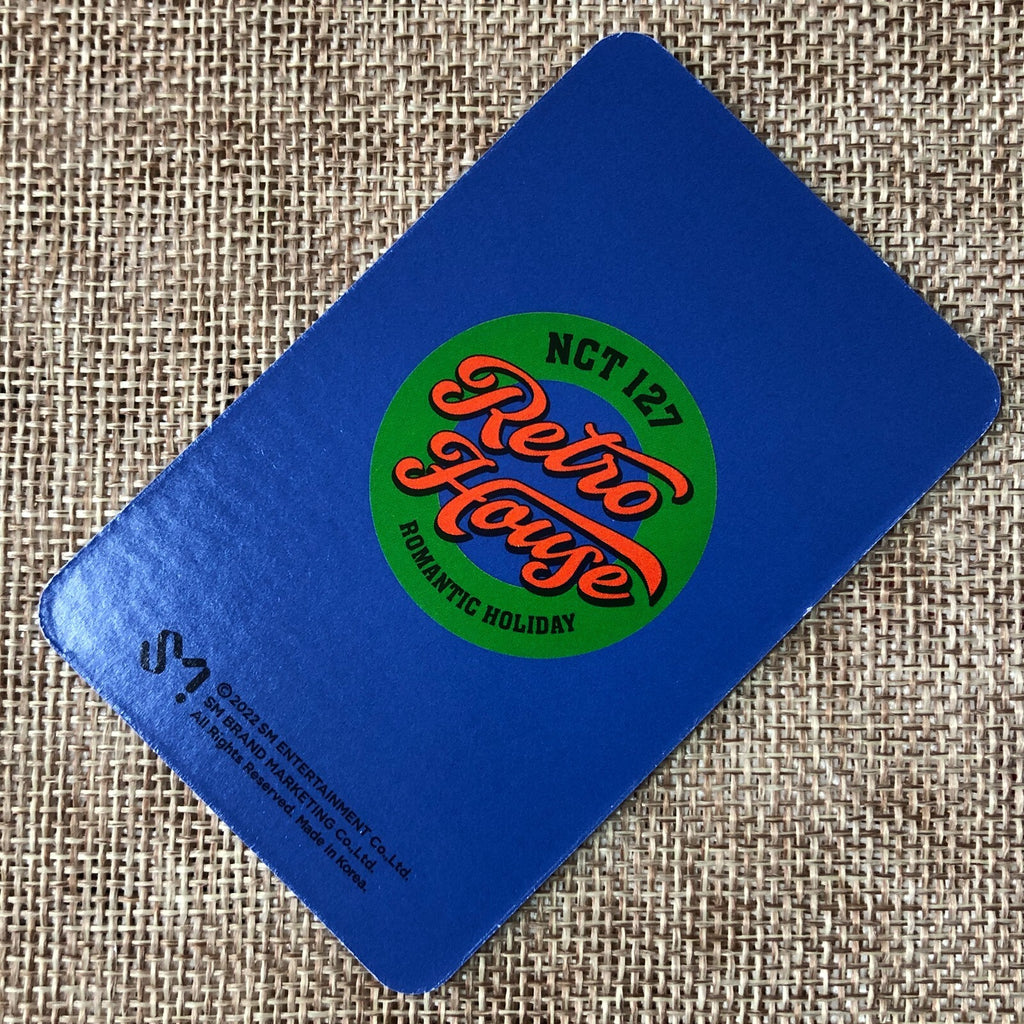 NCT 127
Retro
House
ROMANTIC HOLIDAY
SM
©2022 SM ENTERTAINMENT Co.,Ltd.
SM BRAND MARKETING Co.,Ltd.
All Rights Reserved. Made in Korea.